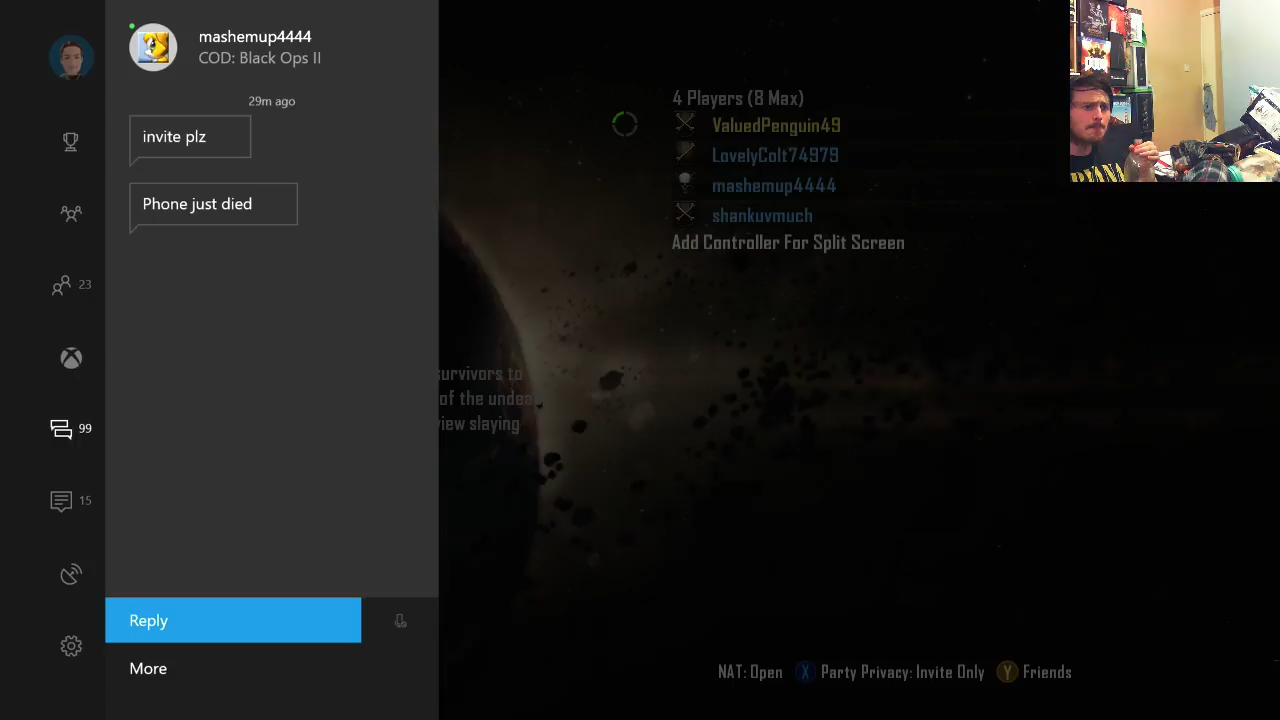 mashemup4444
COD: Black Ops II
29m ago
invite plz
Phone just died
23
99
15
Reply
More
4 Players (8 Max)
ValuedPenguin49
LovelyColt74979
mashemup4444
shankuvmuch
Add Controller For Split Screen
survivors to
of the undea
view slaying
NAT: Open X Party Privacy: Invite Only Y Friends